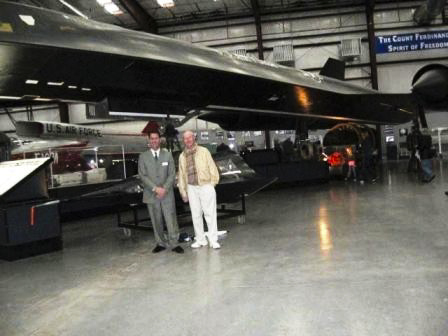 THE COUNT FERDINAND
SPIRIT OF FREEDOM
U.S. AIR FORCE